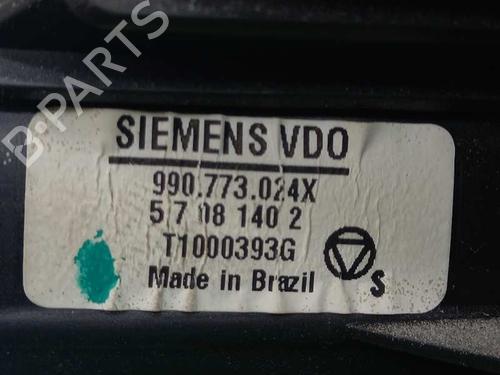 B-PARTS
SIEMENS VDO
990.773.024X
5 7 08 140 2
T1000393G
Made in Brazil
S